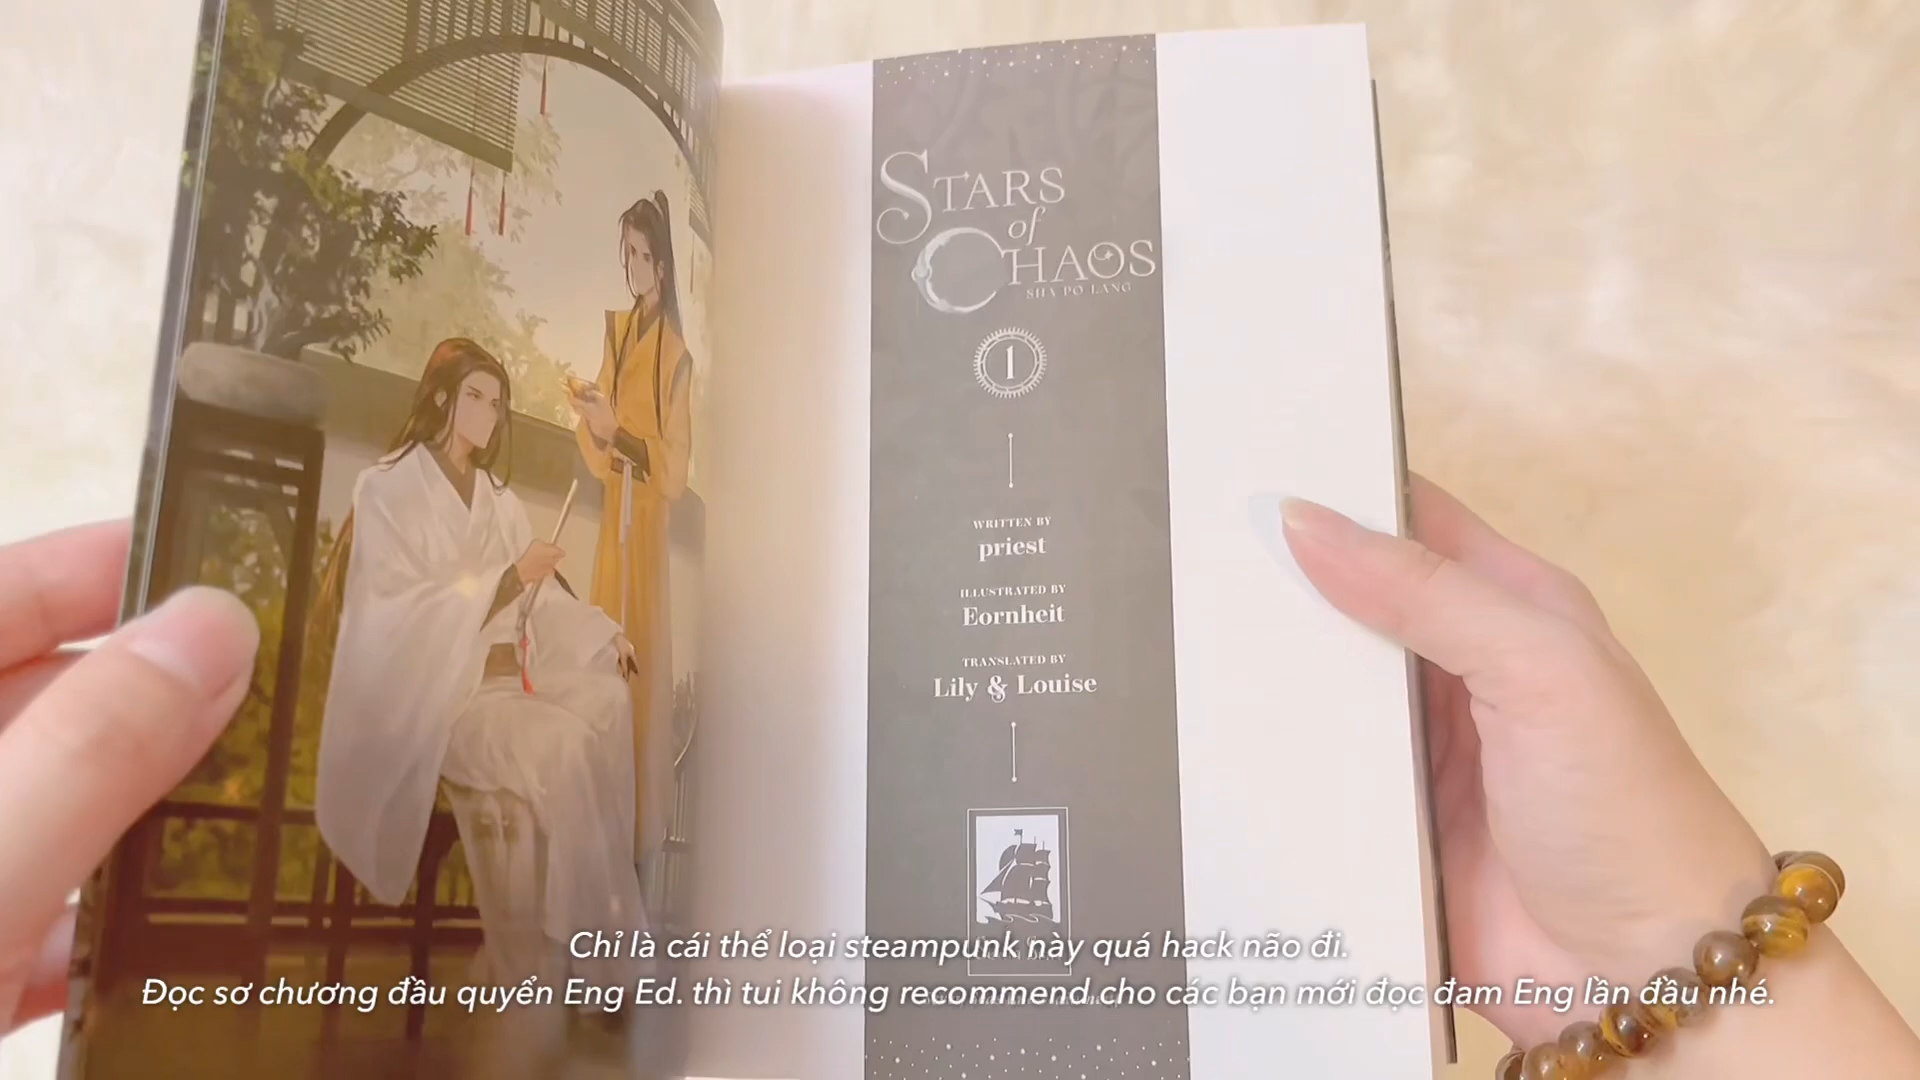 STARS
of
CHAOS
SHA PO LANG
1
WRITTEN BY
priest
ILLUSTRATED BY
Eornheit
TRANSLATED BY
Lily & Louise
Chỉ là cái thể loại steampunk này quá hack não đi.
Đọc sơ chương đầu quyển Eng Ed. thì tui không recommend cho các bạn mới đọc đam Eng lần đầu nhé.